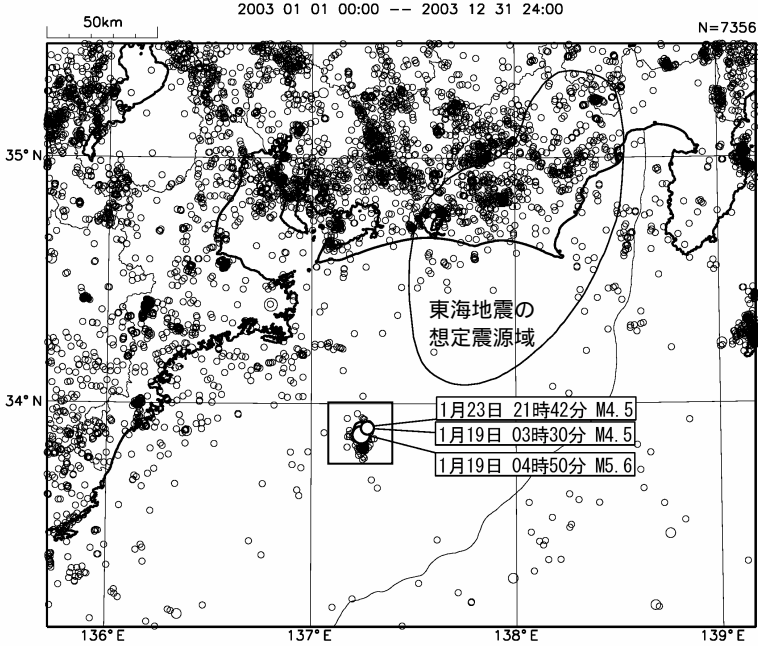 2003 01 01 00:00 -- 2003 12 31 24:00
50km
N=7356
35°N
東海地震の
想定震源域
34°N
1月23日 21時42分 M4.5
1月19日 03時30分 M4.5
1月19日 04時50分 M5.6
136°E
137°E
138°E
139°E